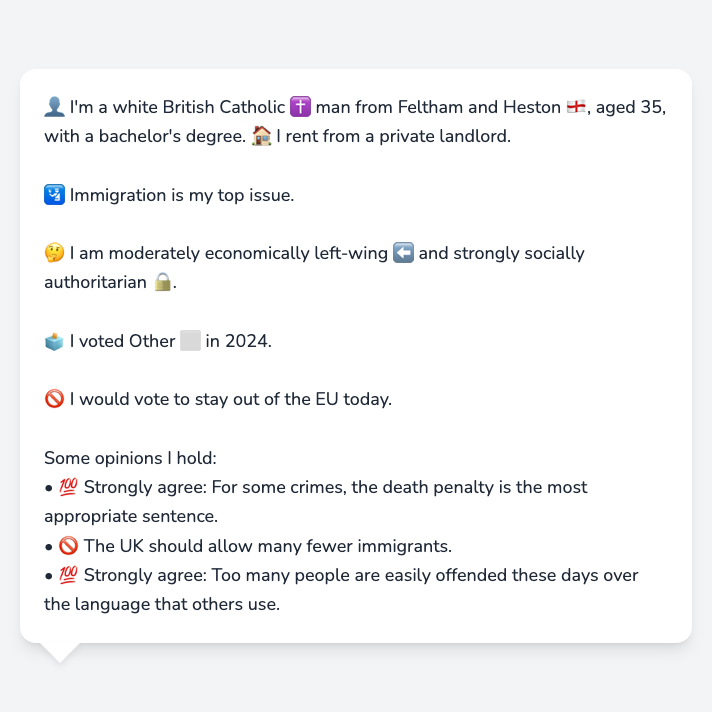 👤 I'm a white British Catholic ✝️ man from Feltham and Heston 🏴󠁧󠁢󠁥󠁮󠁧󠁿, aged 35,
with a bachelor's degree. 🏠 I rent from a private landlord.
🛂 Immigration is my top issue.
🤔 I am moderately economically left-wing ⬅️ and strongly socially
authoritarian 🔒.
🗳️ I voted Other ⬜ in 2024.
🚫 I would vote to stay out of the EU today.
Some opinions I hold:
• 💯 Strongly agree: For some crimes, the death penalty is the most
appropriate sentence.
• 🚫 The UK should allow many fewer immigrants.
• 💯 Strongly agree: Too many people are easily offended these days over
the language that others use.